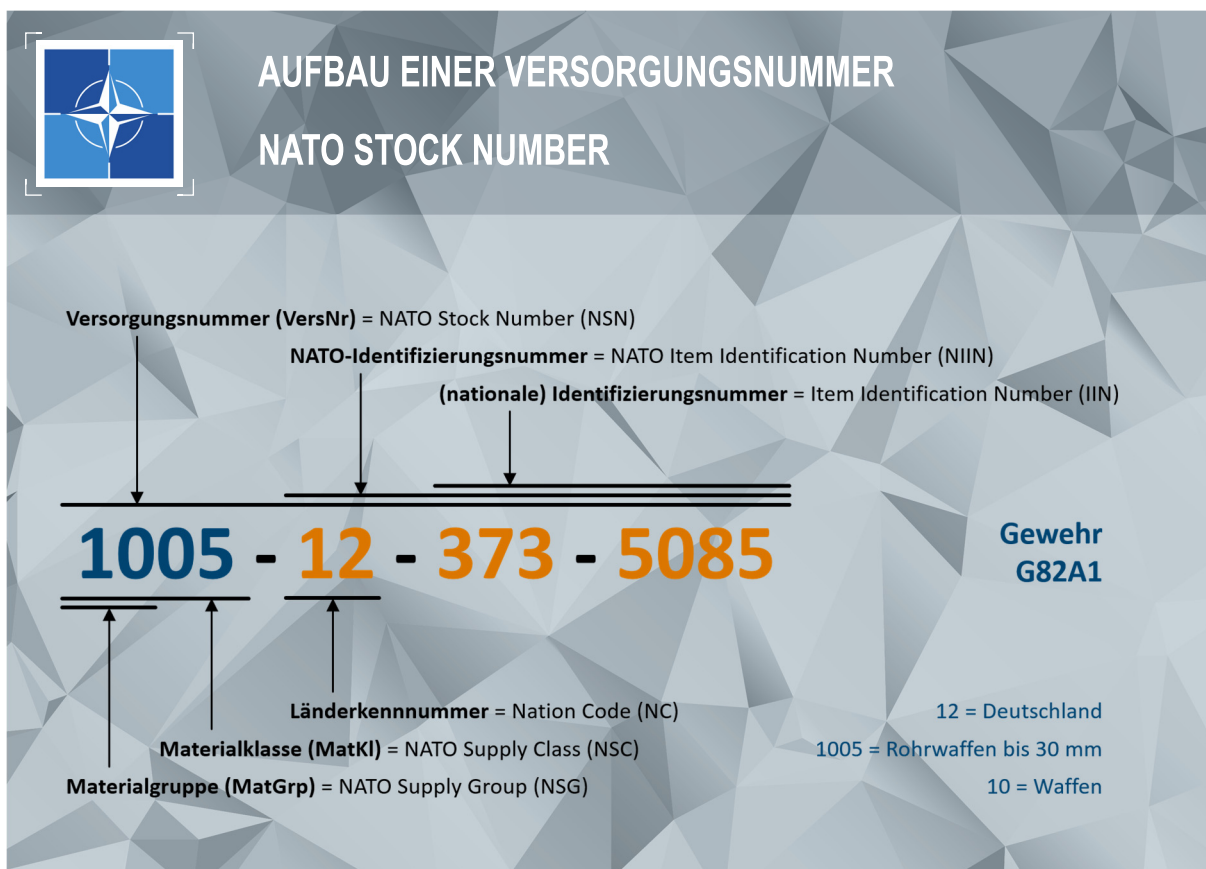 AUFBAU EINER VERSORGUNGSNUMMER
NATO STOCK NUMBER
Versorgungsnummer (VersNr) = NATO Stock Number (NSN)
NATO-Identifizierungsnummer = NATO Item Identification Number (NIIN)
(nationale) Identifizierungsnummer = Item Identification Number (IIN)
1005 - 12 - 373 - 5085
Gewehr
G82A1
Länderkennnummer = Nation Code (NC)
12 = Deutschland
Materialklasse (MatKl) = NATO Supply Class (NSC)
1005 = Rohrwaffen bis 30 mm
Materialgruppe (MatGrp) = NATO Supply Group (NSG)
10 = Waffen